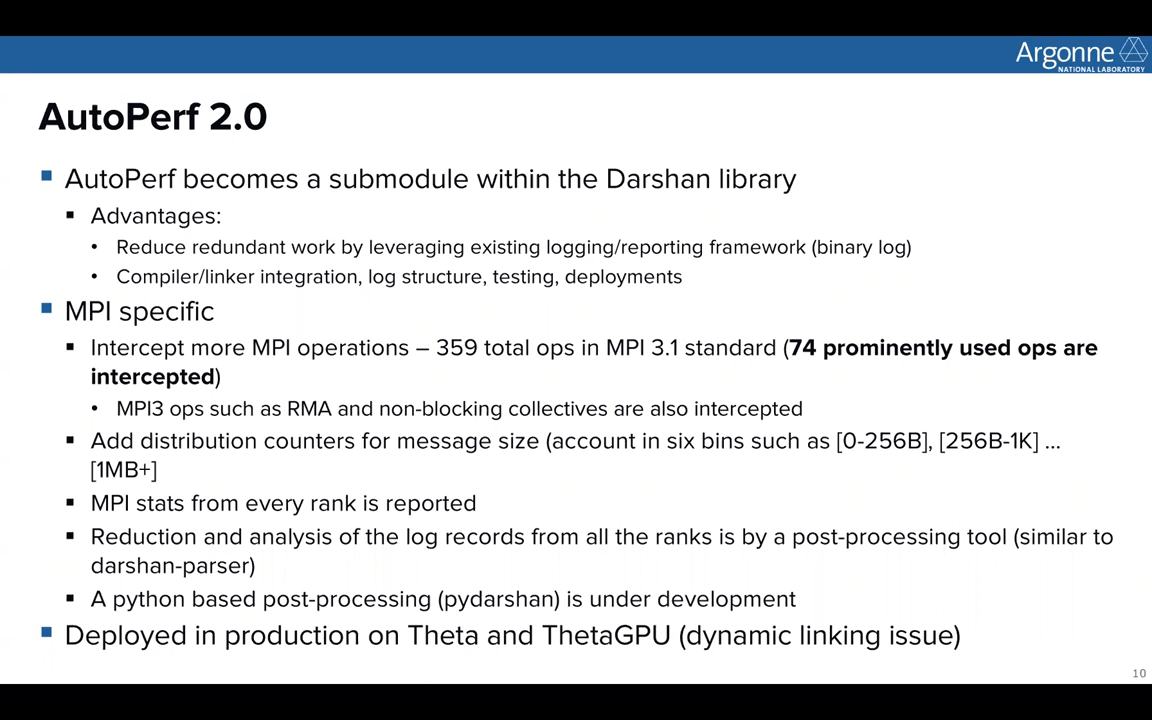 Argonne
NATIONAL LABORATORY
AutoPerf 2.0
AutoPerf becomes a submodule within the Darshan library
Advantages:
Reduce redundant work by leveraging existing logging/reporting framework (binary log)
Compiler/linker integration, log structure, testing, deployments
MPI specific
Intercept more MPI operations – 359 total ops in MPI 3.1 standard (74 prominently used ops are
intercepted)
MPI3 ops such as RMA and non-blocking collectives are also intercepted
Add distribution counters for message size (account in six bins such as [0-256B], [256B-1K] ...
[1MB+]
MPI stats from every rank is reported
Reduction and analysis of the log records from all the ranks is by a post-processing tool (similar to
darshan-parser)
A python based post-processing (pydarshan) is under development
Deployed in production on Theta and ThetaGPU (dynamic linking issue)
10